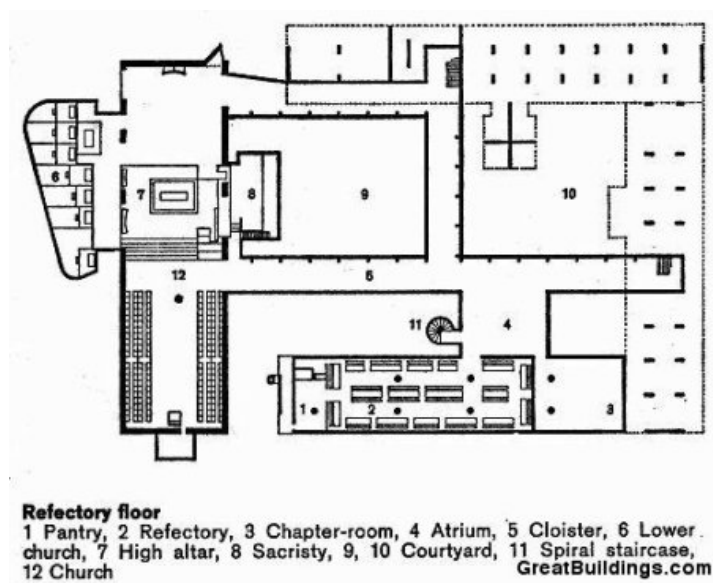 6
7
8
9
10
12
5
11
4
1
2
3
Refectory floor
1 Pantry, 2 Refectory, 3 Chapter-room, 4 Atrium, 5 Cloister, 6 Lower
church, 7 High altar, 8 Sacristy, 9, 10 Courtyard, 11 Spiral staircase,
12 Church
GreatBuildings.com